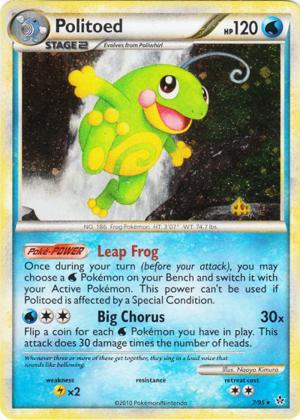 Politoed
HP 120
STAGE 2
Evolves from Poliwhirl
NO. 186 Frog Pokémon. HT: 3'07" WT: 74.7 lbs.
Poké-POWER Leap Frog
Once during your turn (before your attack), you may
choose a Pokémon on your Bench and switch it with
your Active Pokémon. This power can't be used if
Politoed is affected by a Special Condition.
Big Chorus 30x
Flip a coin for each Pokémon you have in play. This
attack does 30 damage times the number of heads.
Whenever three or more of these get together, they sing in a loud voice that
sounds like bellowing.
Illus. Naoyo Kimura
weakness resistance retreat cost
x2
©2010 Pokémon/Nintendo
7/95